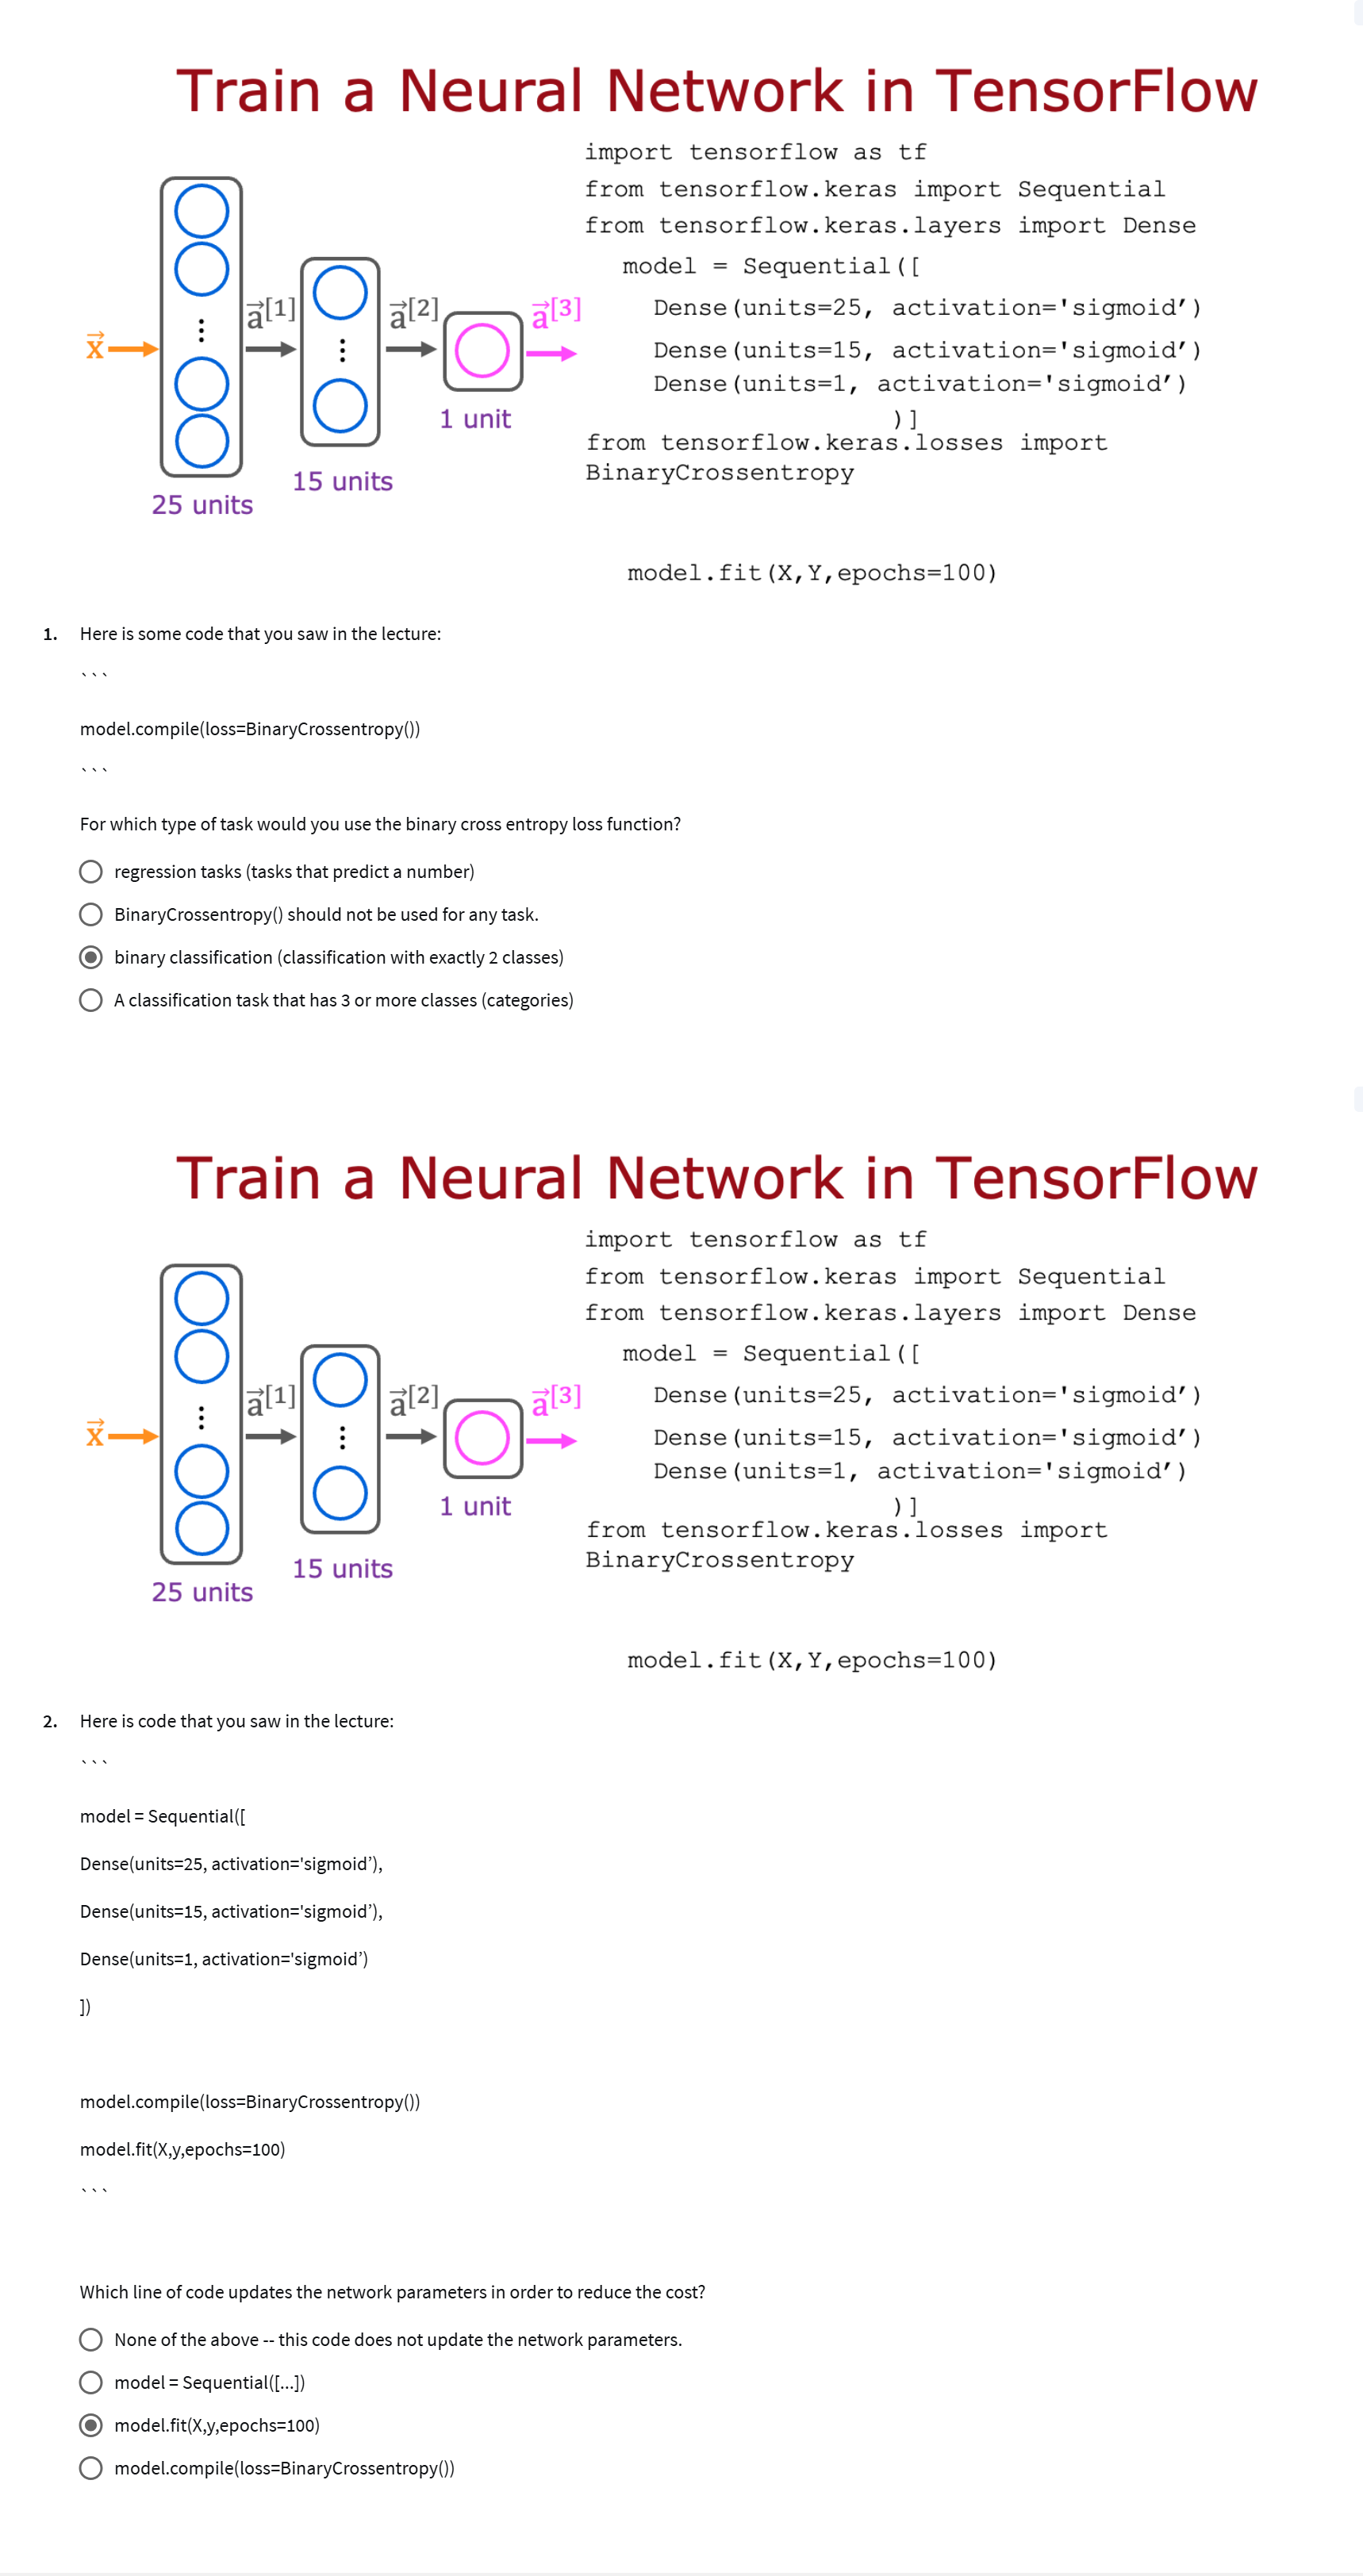 Train a Neural Network in TensorFlow
import tensorflow as tf
from tensorflow.keras import Sequential
from tensorflow.keras.layers import Dense
model = Sequential([
Dense(units=25, activation='sigmoid’)
Dense(units=15, activation='sigmoid’)
Dense(units=1, activation='sigmoid’)
)]
from tensorflow.keras.losses import
BinaryCrossentropy
model.fit(X,Y,epochs=100)
x⃗
a⃗[1]
a⃗[2]
a⃗[3]
1 unit
15 units
25 units
1. Here is some code that you saw in the lecture:
```
model.compile(loss=BinaryCrossentropy())
```
For which type of task would you use the binary cross entropy loss function?
regression tasks (tasks that predict a number)
BinaryCrossentropy() should not be used for any task.
binary classification (classification with exactly 2 classes)
A classification task that has 3 or more classes (categories)
Train a Neural Network in TensorFlow
import tensorflow as tf
from tensorflow.keras import Sequential
from tensorflow.keras.layers import Dense
model = Sequential([
Dense(units=25, activation='sigmoid’)
Dense(units=15, activation='sigmoid’)
Dense(units=1, activation='sigmoid’)
)]
from tensorflow.keras.losses import
BinaryCrossentropy
model.fit(X,Y,epochs=100)
x⃗
a⃗[1]
a⃗[2]
a⃗[3]
1 unit
15 units
25 units
2. Here is code that you saw in the lecture:
```
model = Sequential([
Dense(units=25, activation='sigmoid’),
Dense(units=15, activation='sigmoid’),
Dense(units=1, activation='sigmoid’)
])
model.compile(loss=BinaryCrossentropy())
model.fit(X,y,epochs=100)
```
Which line of code updates the network parameters in order to reduce the cost?
None of the above -- this code does not update the network parameters.
model = Sequential([...])
model.fit(X,y,epochs=100)
model.compile(loss=BinaryCrossentropy())